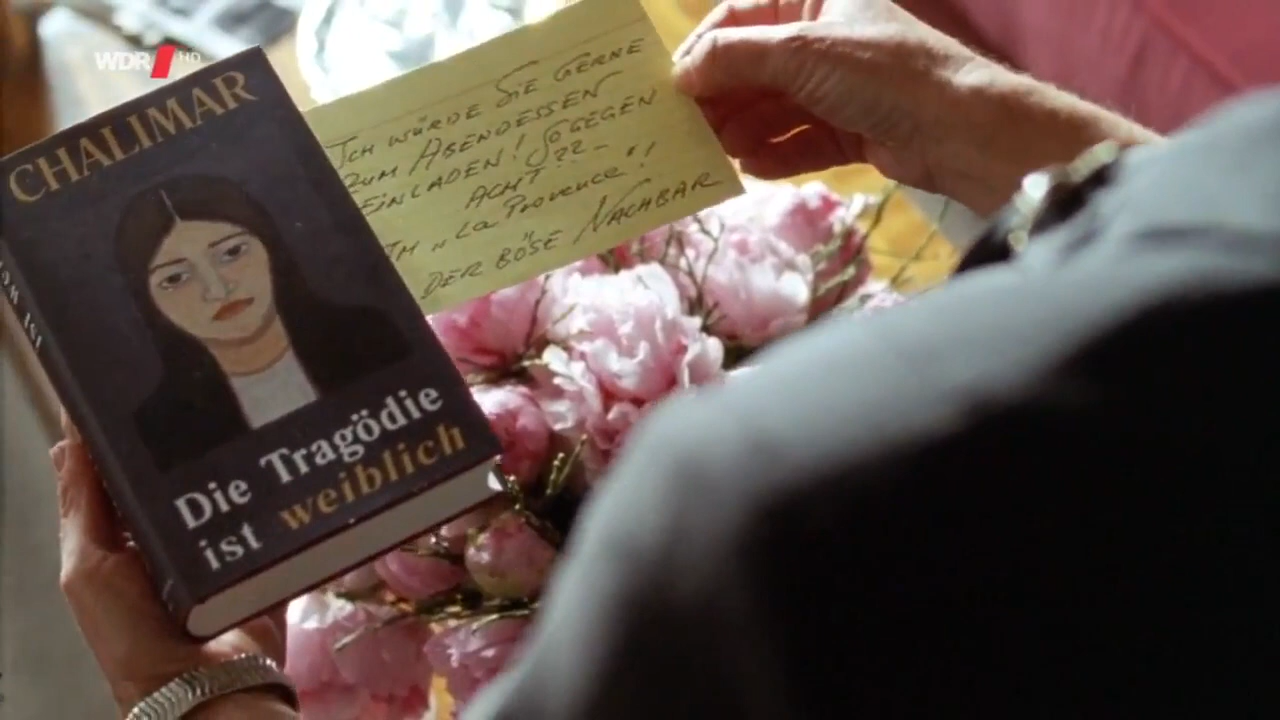 WDR HD
CHALIMAR
Die Tragödie
ist weiblich
ICH WÜRDE SIE GERNE
ZUM ABENDESSEN
EINLADEN! SO GEGEN
ACHT ??-
IM „La Provence“!
DER BÖSE NACHBAR